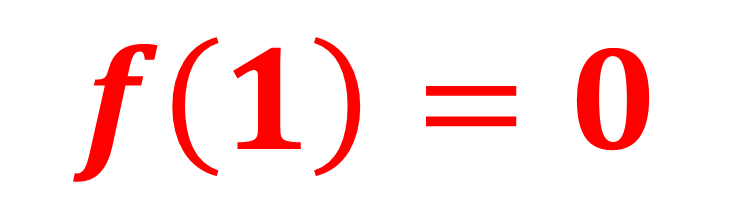 f(1) = 0